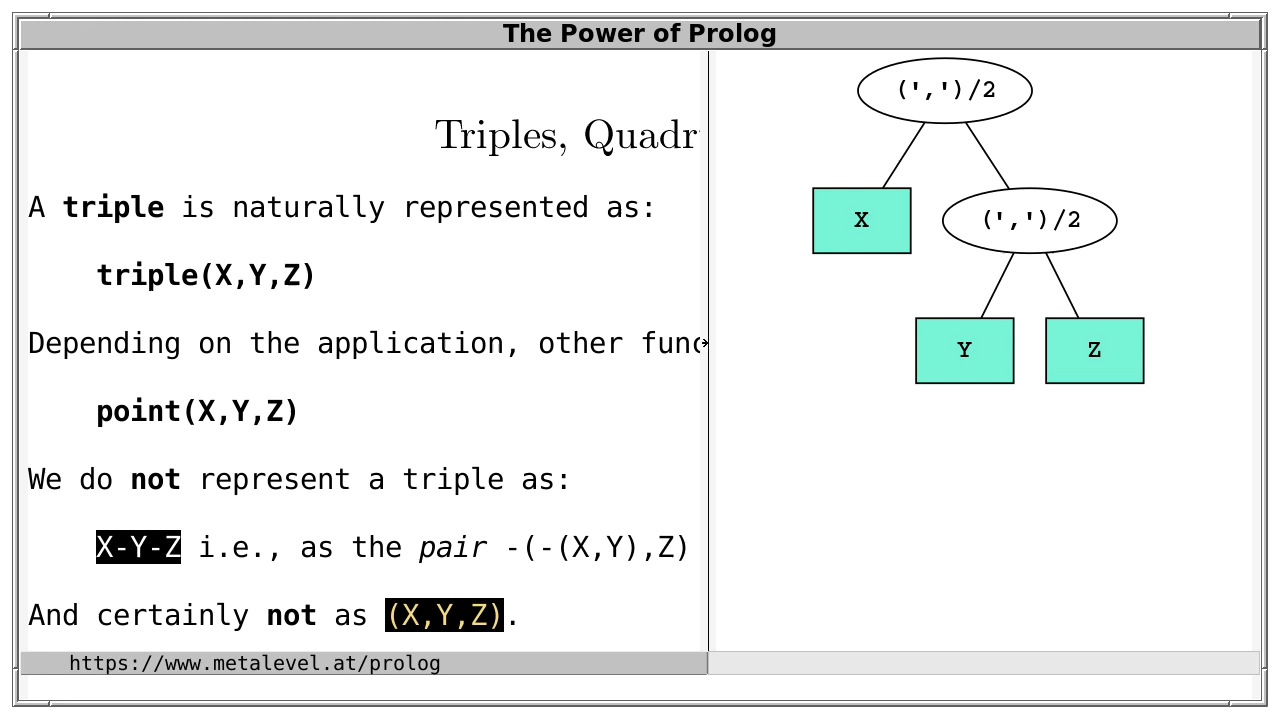 The Power of Prolog
Triples, Quadr
A triple is naturally represented as:
triple(X,Y,Z)
Depending on the application, other func
point(X,Y,Z)
We do not represent a triple as:
X-Y-Z i.e., as the pair -(-(X,Y),Z)
And certainly not as (X,Y,Z).
https://www.metalevel.at/prolog
(',')/2
X
(',')/2
Y
Z